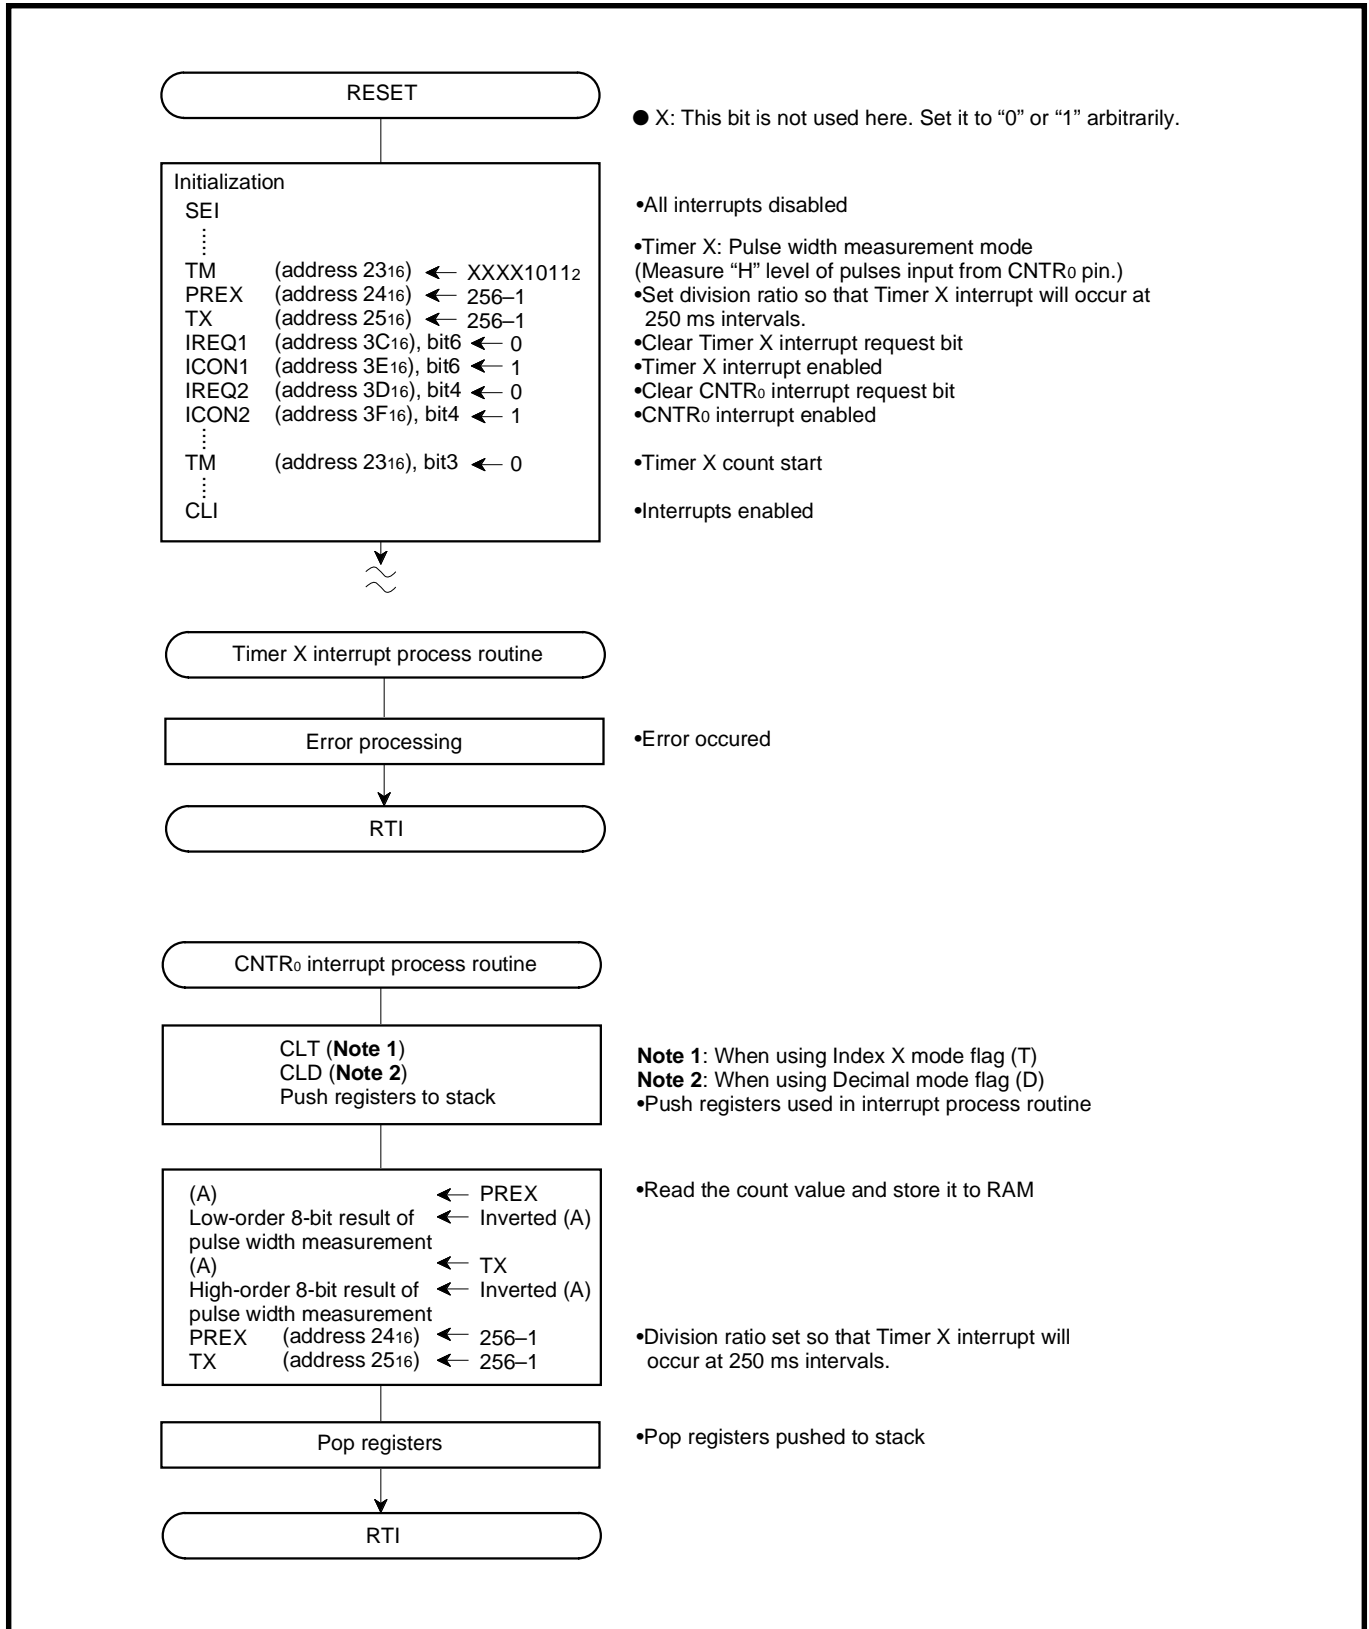 RESET
● X: This bit is not used here. Set it to “0” or “1” arbitrarily.
Initialization
SEI
•All interrupts disabled
•Timer X: Pulse width measurement mode
TM (address 2316) ← XXXX10112
(Measure “H” level of pulses input from CNTR0 pin.)
PREX (address 2416) ← 256–1
•Set division ratio so that Timer X interrupt will occur at
TX (address 2516) ← 256–1
250 ms intervals.
IREQ1 (address 3C16), bit6 ← 0
•Clear Timer X interrupt request bit
ICON1 (address 3E16), bit6 ← 1
•Timer X interrupt enabled
IREQ2 (address 3D16), bit4 ← 0
•Clear CNTR0 interrupt request bit
ICON2 (address 3F16), bit4 ← 1
•CNTR0 interrupt enabled
TM (address 2316), bit3 ← 0
•Timer X count start
CLI
•Interrupts enabled
Timer X interrupt process routine
Error processing
•Error occured
RTI
CNTR0 interrupt process routine
CLT (Note 1)
Note 1: When using Index X mode flag (T)
CLD (Note 2)
Note 2: When using Decimal mode flag (D)
Push registers to stack
•Push registers used in interrupt process routine
(A) ← PREX
•Read the count value and store it to RAM
Low-order 8-bit result of ← Inverted (A)
pulse width measurement
(A) ← TX
High-order 8-bit result of ← Inverted (A)
pulse width measurement
PREX (address 2416) ← 256–1
•Division ratio set so that Timer X interrupt will
TX (address 2516) ← 256–1
occur at 250 ms intervals.
Pop registers
•Pop registers pushed to stack
RTI